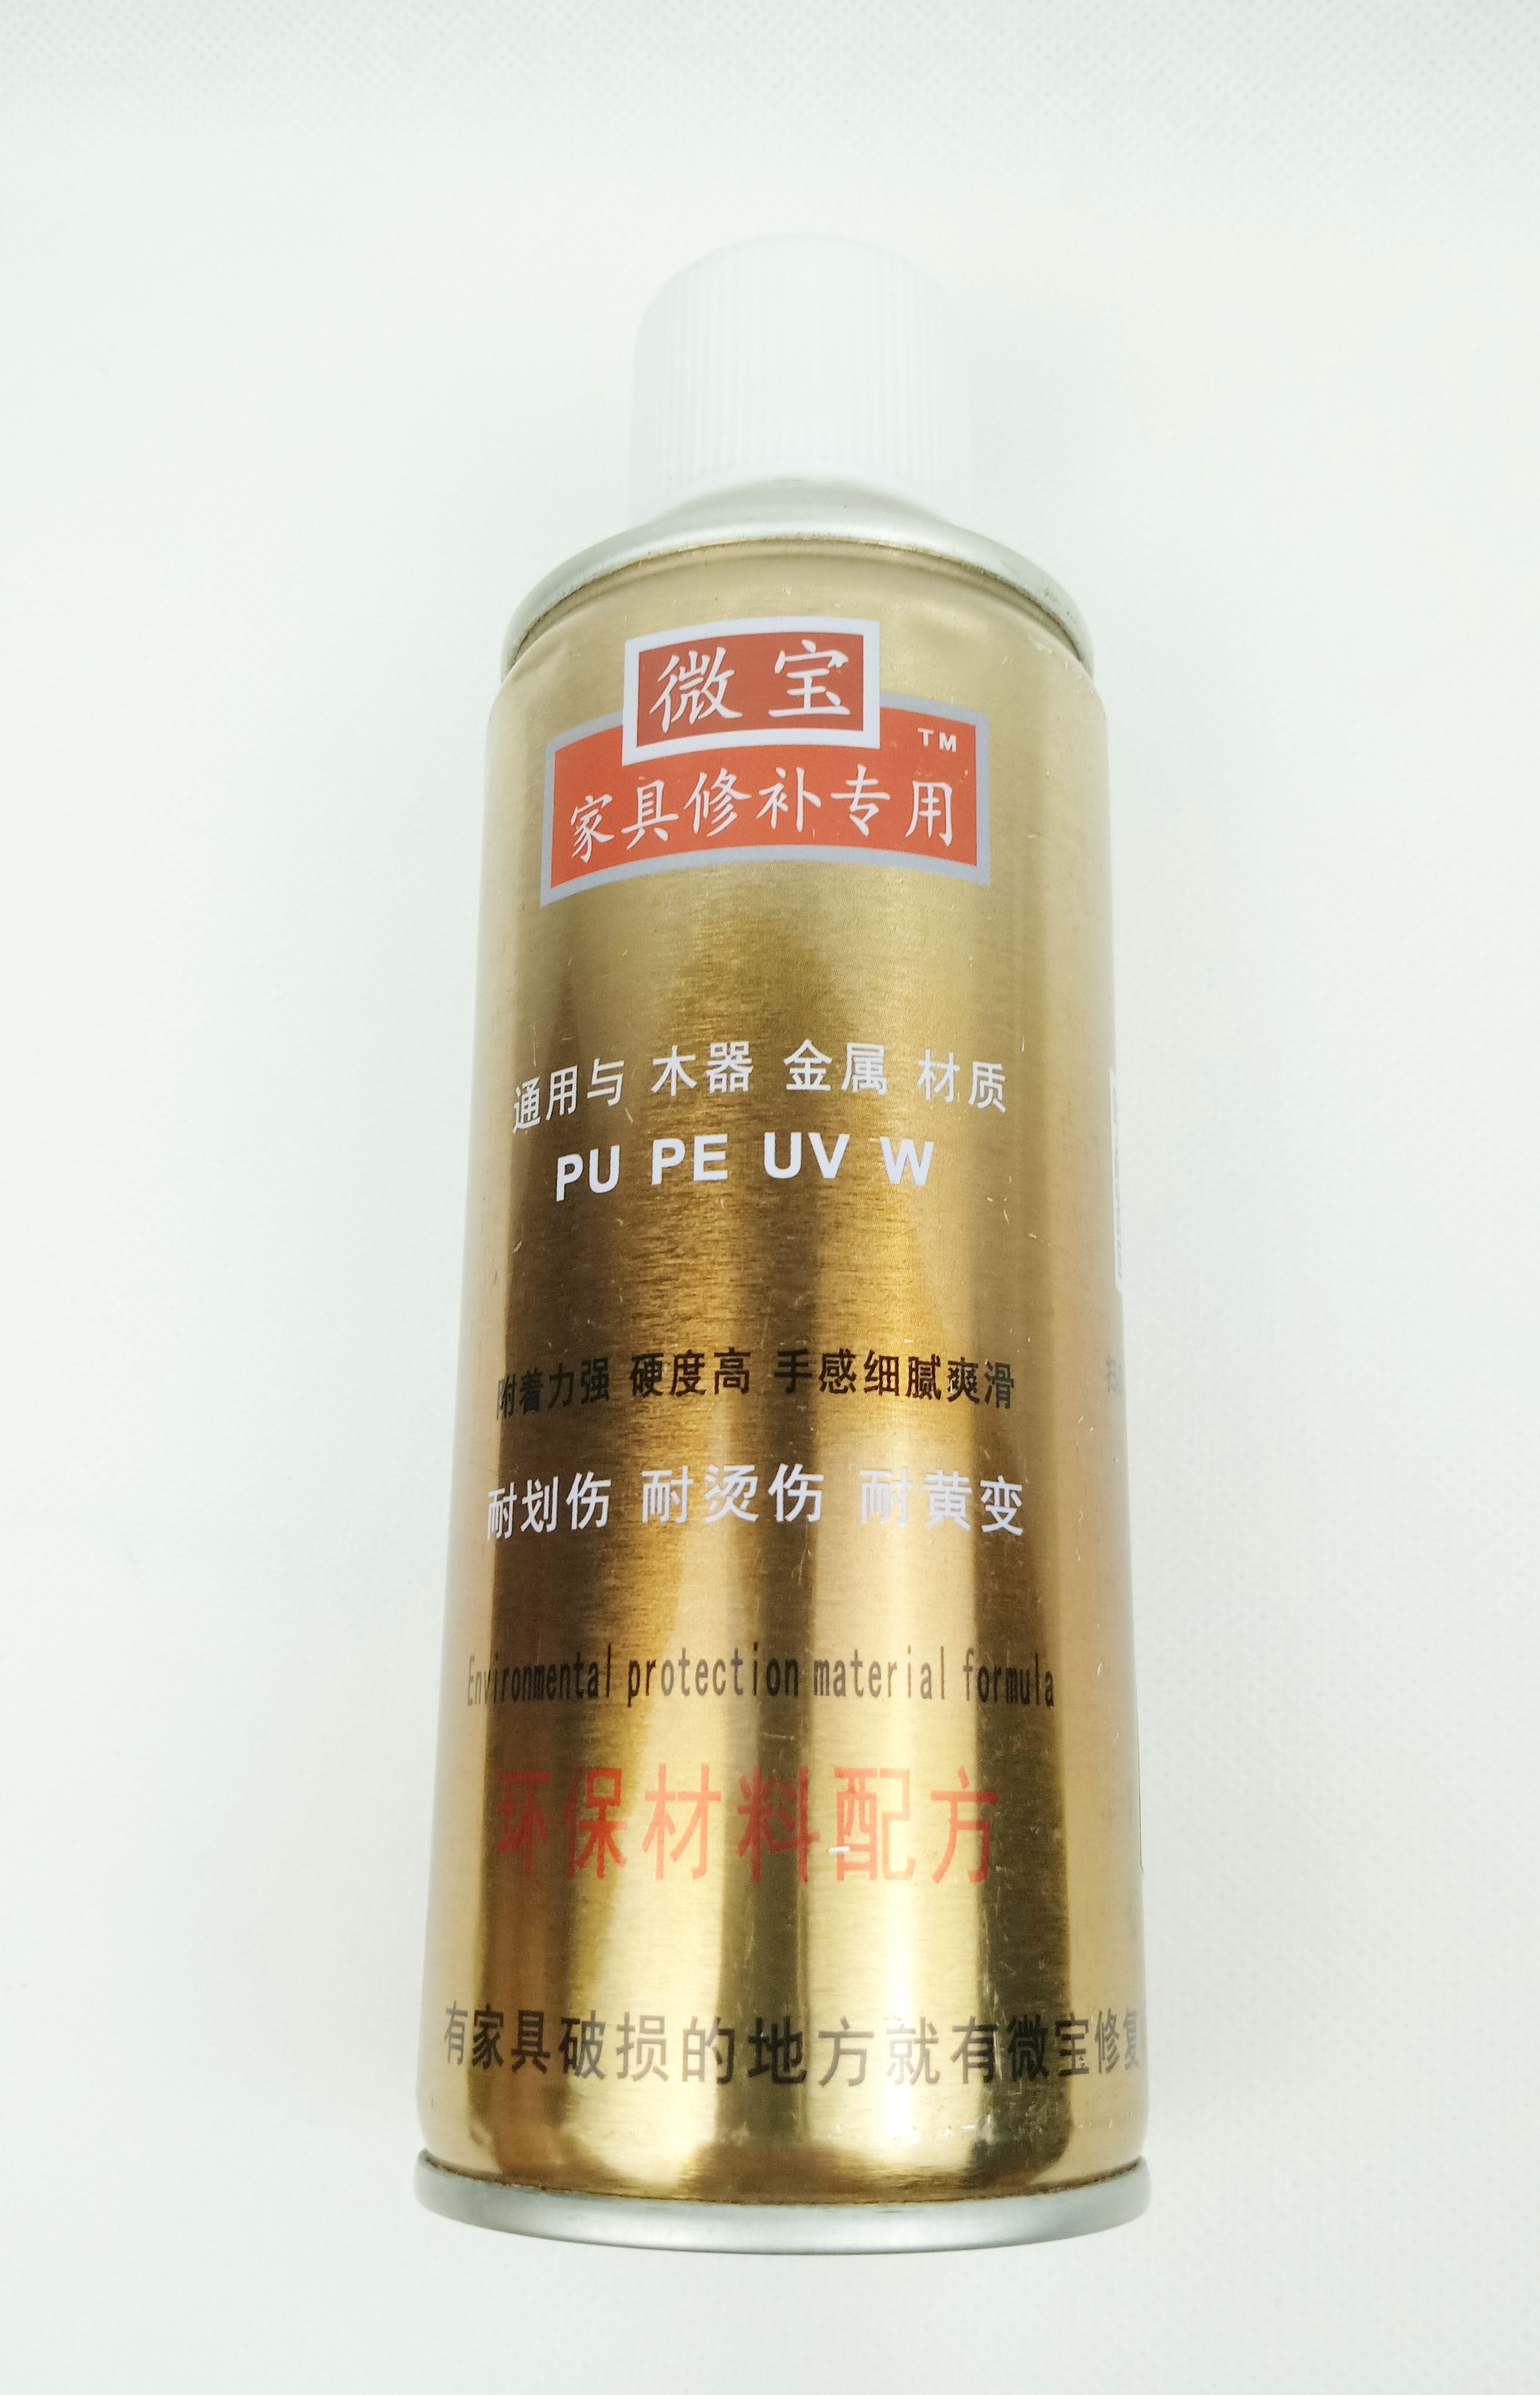 微宝
TM
家具修补专用
通用与 木器 金属 材质
PU PE UV W
附着力强 硬度高 手感细腻爽滑
耐划伤 耐烫伤 耐黄变
Environmental protection material formula
环保材料配方
有家具破损的地方就有微宝修复